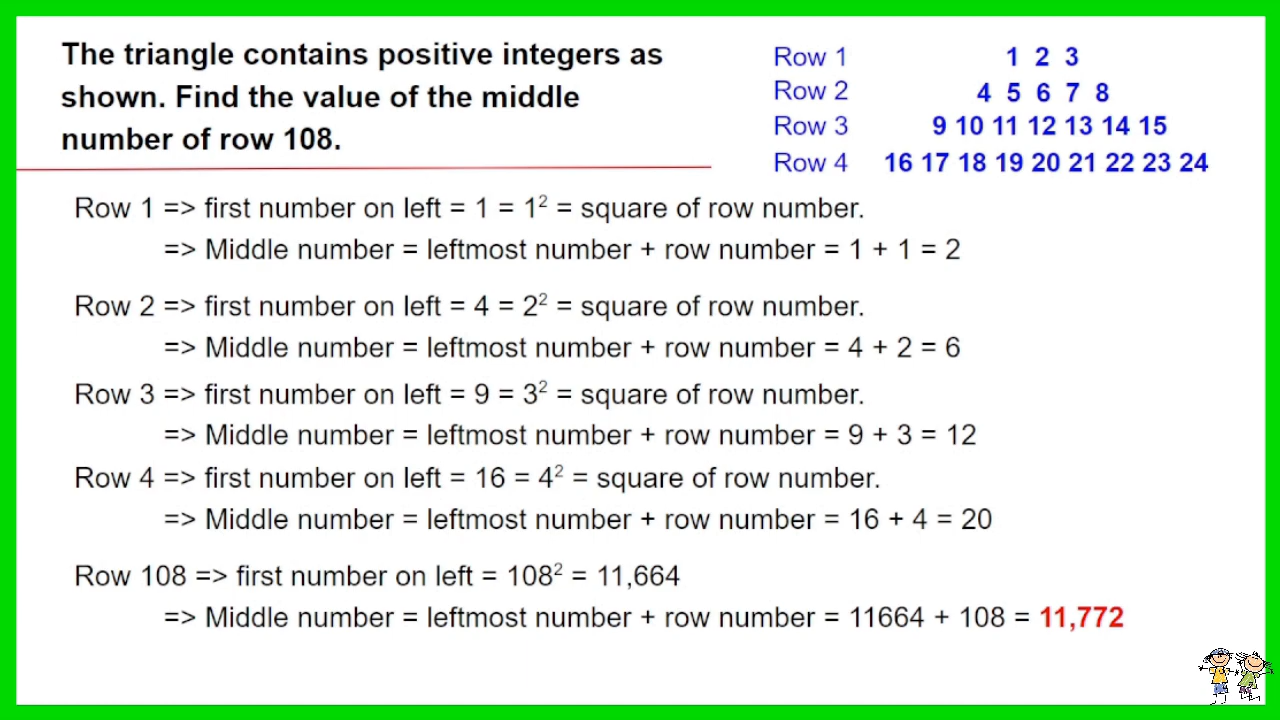 The triangle contains positive integers as
shown. Find the value of the middle
number of row 108.
Row 1 1 2 3
Row 2 4 5 6 7 8
Row 3 9 10 11 12 13 14 15
Row 4 16 17 18 19 20 21 22 23 24
Row 1 => first number on left = 1 = 1² = square of row number.
=> Middle number = leftmost number + row number = 1 + 1 = 2
Row 2 => first number on left = 4 = 2² = square of row number.
=> Middle number = leftmost number + row number = 4 + 2 = 6
Row 3 => first number on left = 9 = 3² = square of row number.
=> Middle number = leftmost number + row number = 9 + 3 = 12
Row 4 => first number on left = 16 = 4² = square of row number.
=> Middle number = leftmost number + row number = 16 + 4 = 20
Row 108 => first number on left = 108² = 11,664
=> Middle number = leftmost number + row number = 11664 + 108 = 11,772